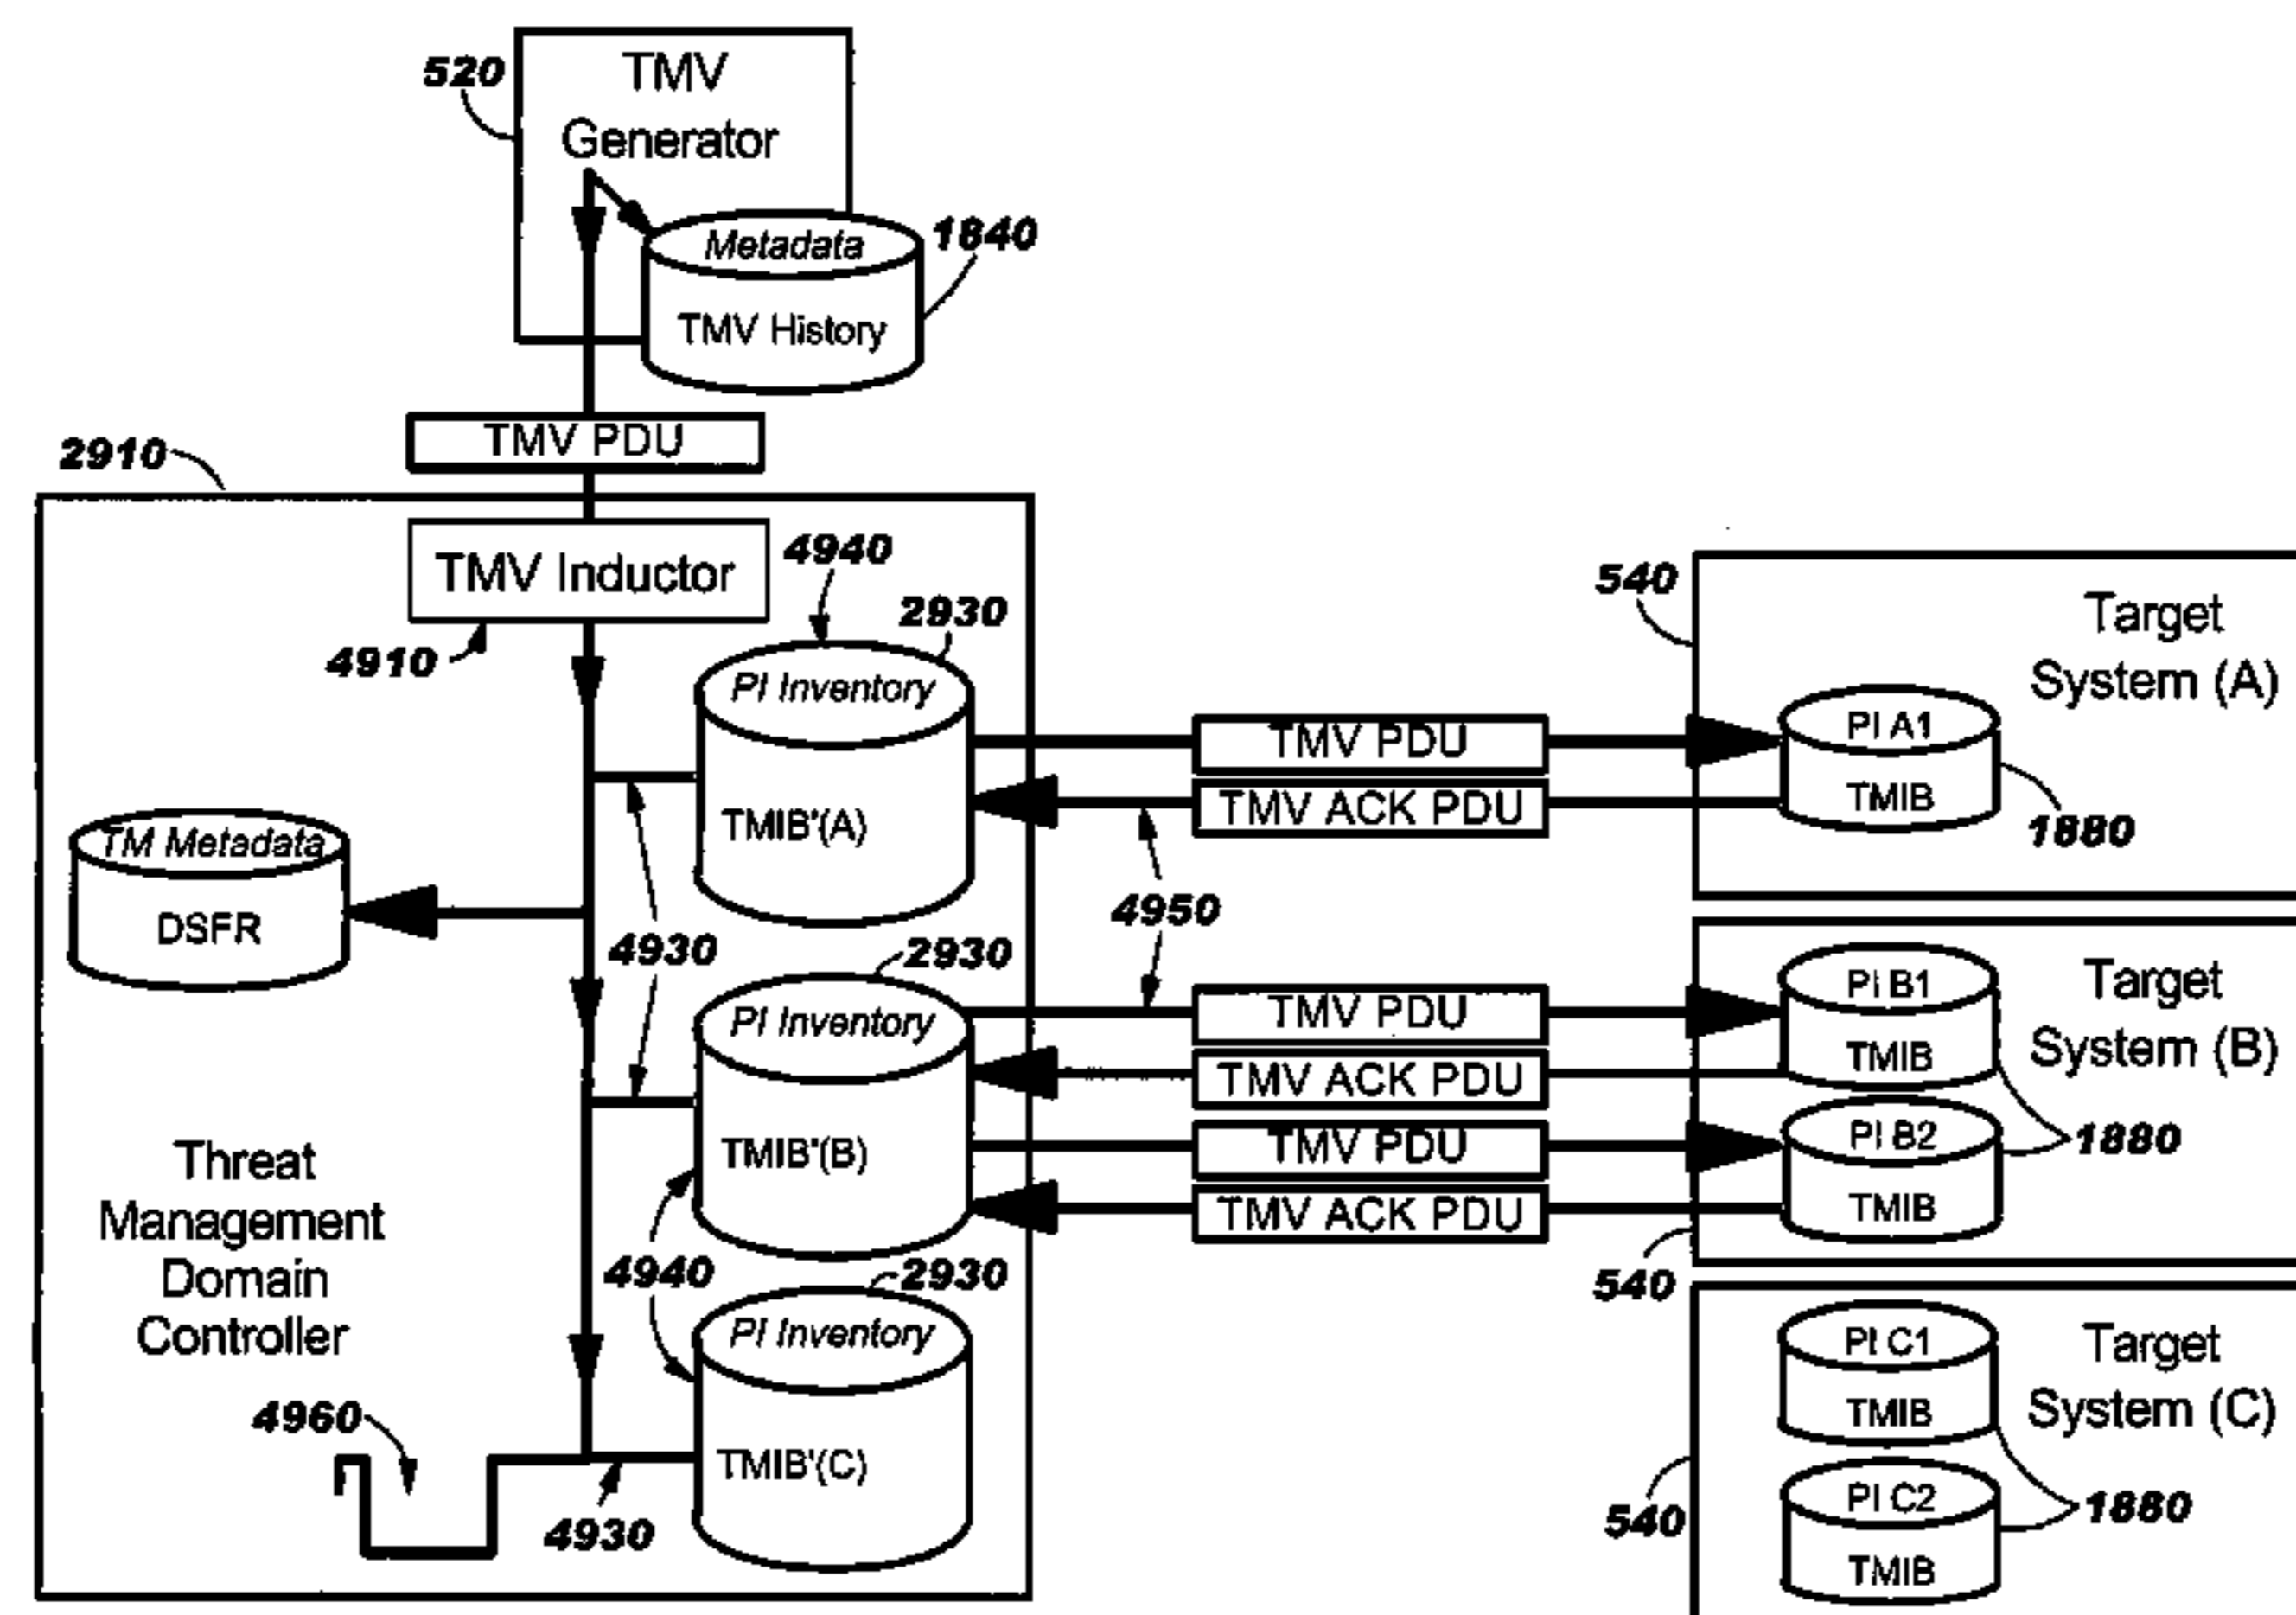 520
TMV
Generator
Metadata
1840
TMV History
TMV PDU
2910
TMV Inductor
4940
2930
4910
PI Inventory
TMIB'(A)
TM Metadata
DSFR
4930
2930
PI Inventory
TMIB'(B)
Threat
Management
Domain
Controller
4940
2930
PI Inventory
4960
TMIB'(C)
4930
TMV PDU
TMV ACK PDU
4950
TMV PDU
TMV ACK PDU
TMV PDU
TMV ACK PDU
540
Target
System (A)
PI A1
TMIB
1880
PI B1
TMIB
Target
System (B)
PI B2
TMIB
1880
540
PI C1
TMIB
Target
System (C)
540
PI C2
TMIB
1880